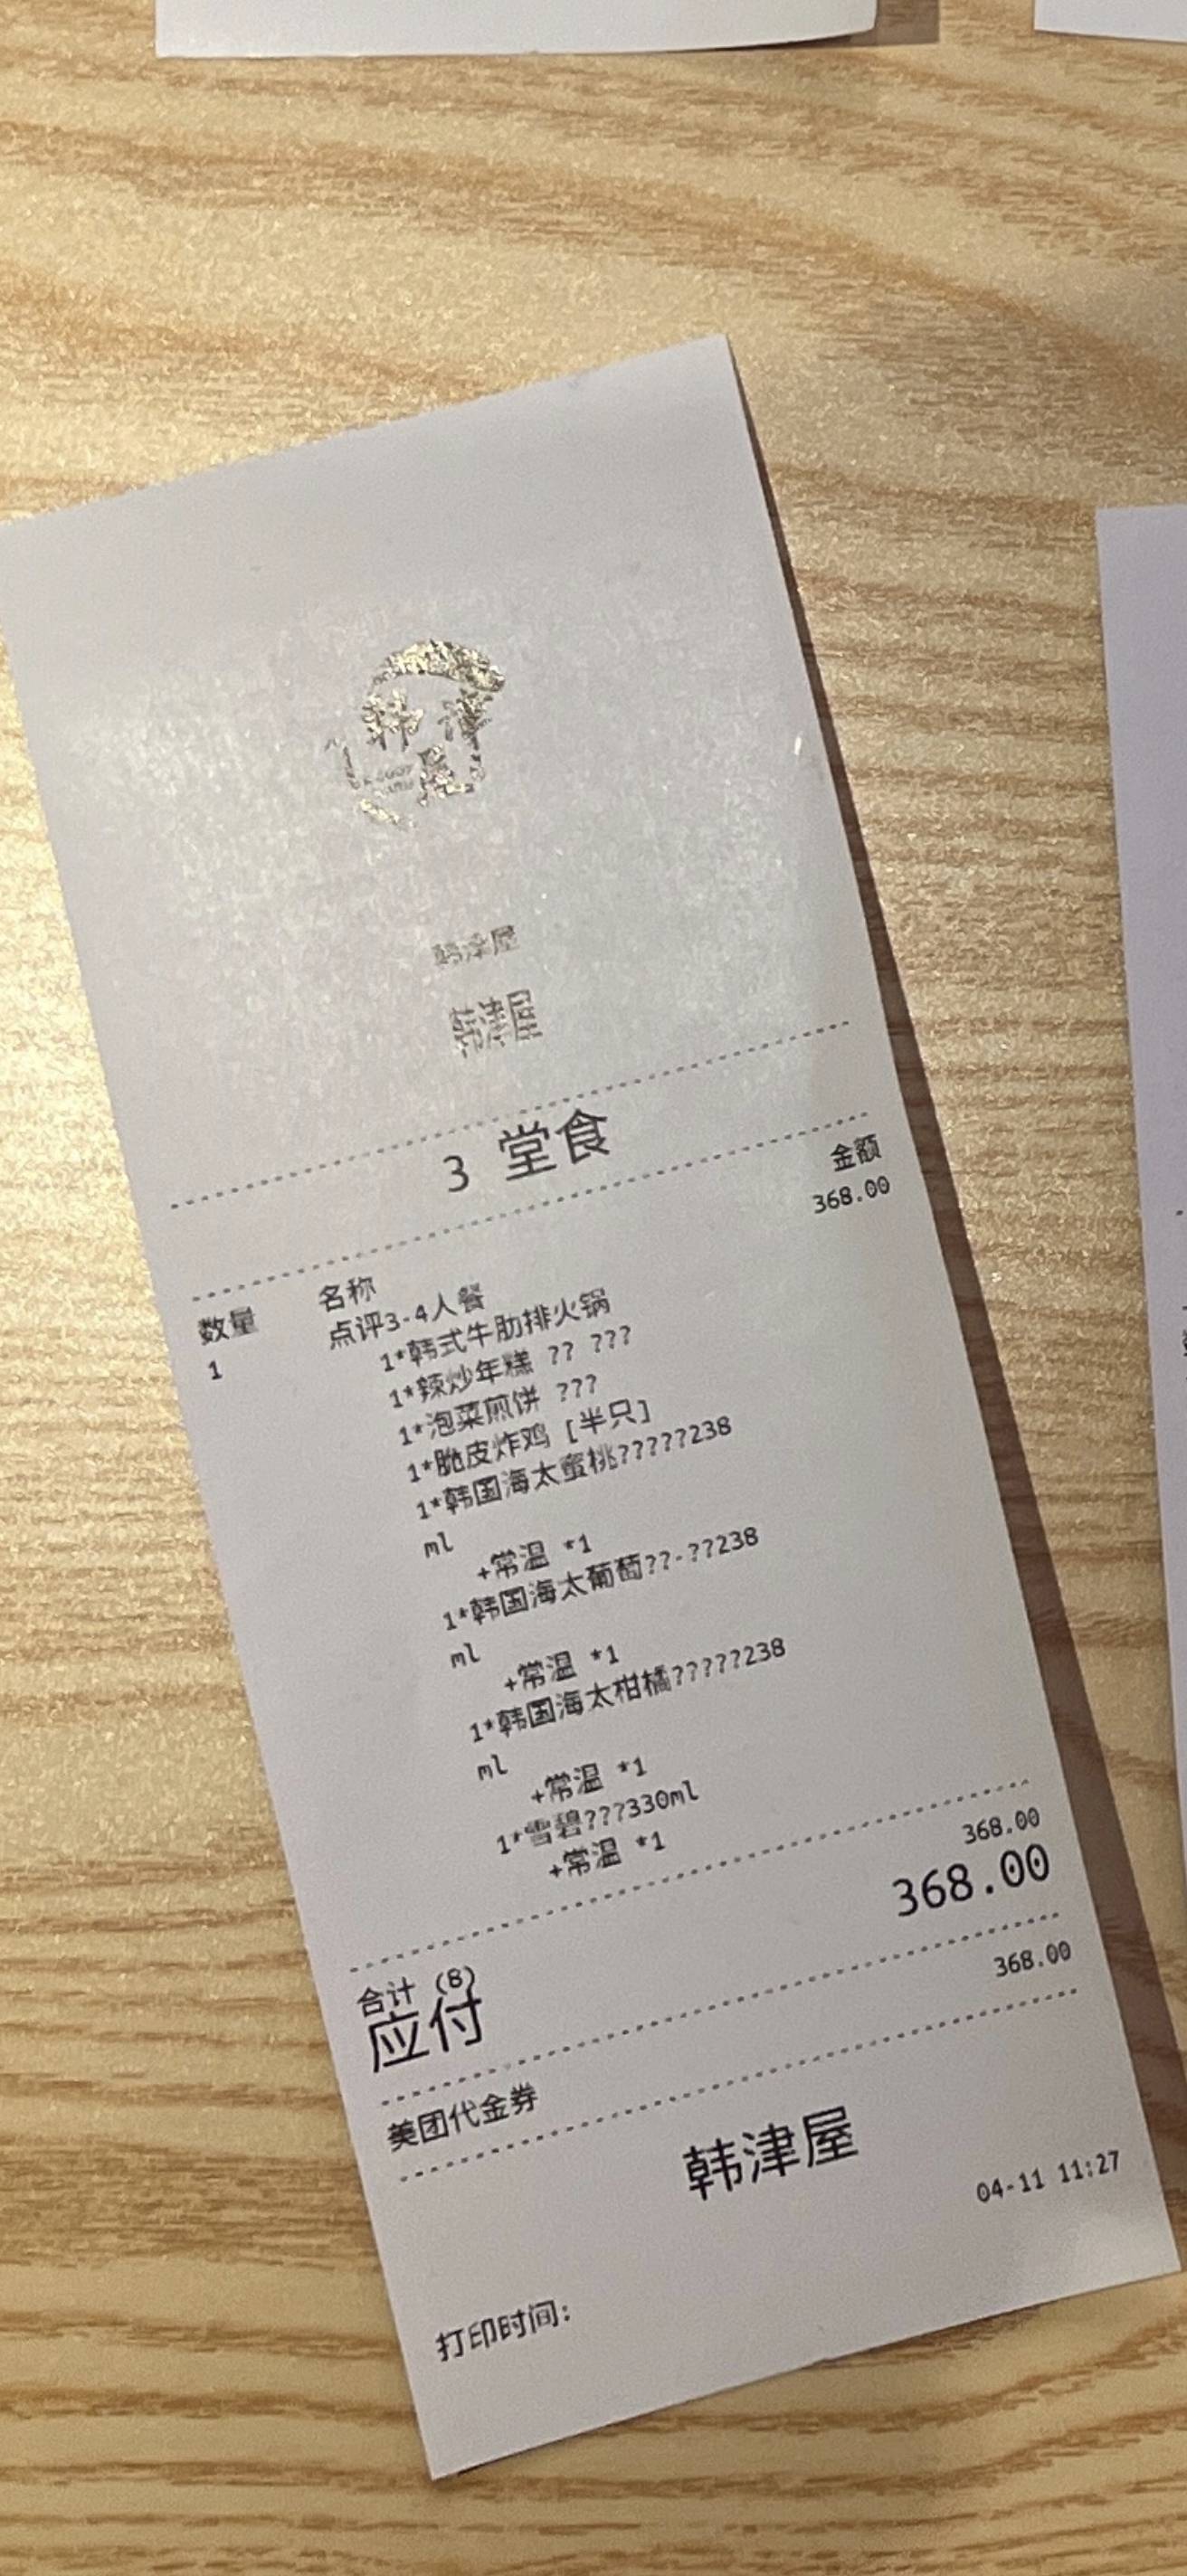 韩津屋
韩津屋
韩津屋
3 堂食
数量 名称 金额
1 点评3-4人餐 368.00
1*韩式牛肋排火锅
1*辣炒年糕 ?? ???
1*泡菜煎饼 ???
1*脆皮炸鸡 [半只]
1*韩国海太蜜桃?????238
ml
+常温 *1
1*韩国海太葡萄??-??238
ml
+常温 *1
1*韩国海太柑橘?????238
ml
+常温 *1
1*雪碧???330ml
+常温 *1
合计 (8) 368.00
应付 368.00
美团代金券 368.00
韩津屋
打印时间: 04-11 11:27